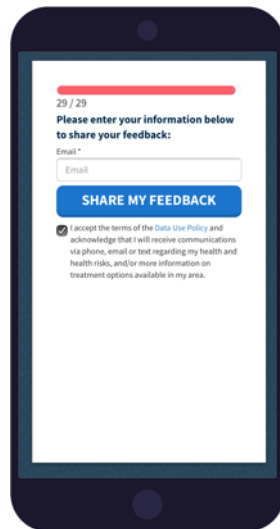 29 / 29
Please enter your information below
to share your feedback:
Email *
Email
SHARE MY FEEDBACK
I accept the terms of the Data Use Policy and
acknowledge that I will receive communications
via phone, email or text regarding my health and
health risks, and/or more information on
treatment options available in my area.